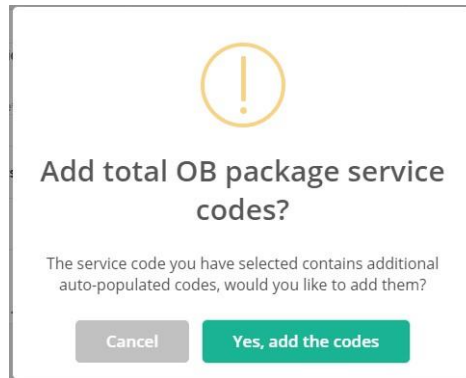 Add total OB package service
codes?
The service code you have selected contains additional
auto-populated codes, would you like to add them?
Cancel
Yes, add the codes